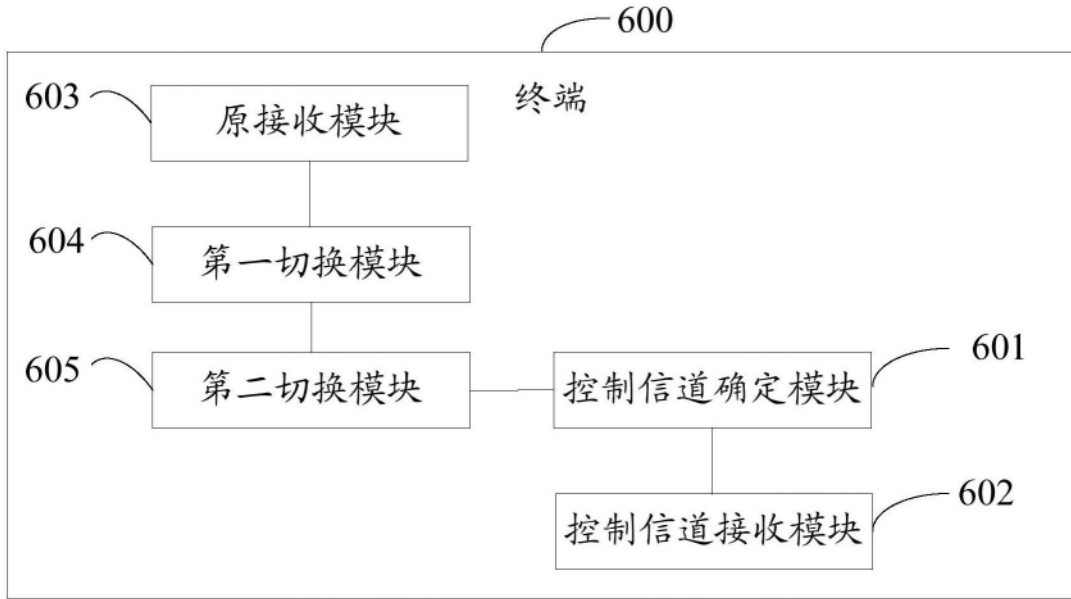 600
终端
603
原接收模块
604
第一切换模块
605
第二切换模块
601
控制信道确定模块
602
控制信道接收模块